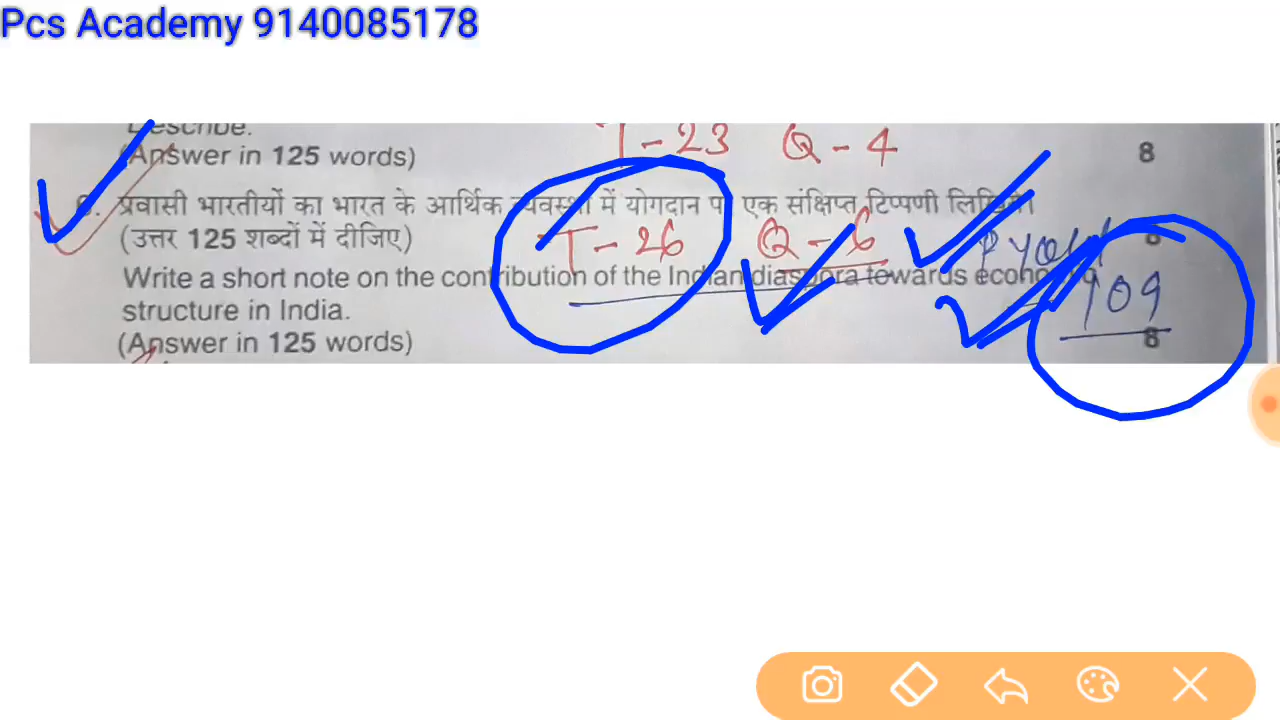 Pcs Academy 9140085178
Describe.
T-23 Q-4
(Answer in 125 words) 8
6. प्रवासी भारतीयों का भारत के आर्थिक व्यवस्था में योगदान पर एक संक्षिप्त टिप्पणी लिखिये।
(उत्तर 125 शब्दों में दीजिए) T-26 Q-6 8
Write a short note on the contribution of the Indian diaspora towards economic
structure in India. 109
(Answer in 125 words) 8